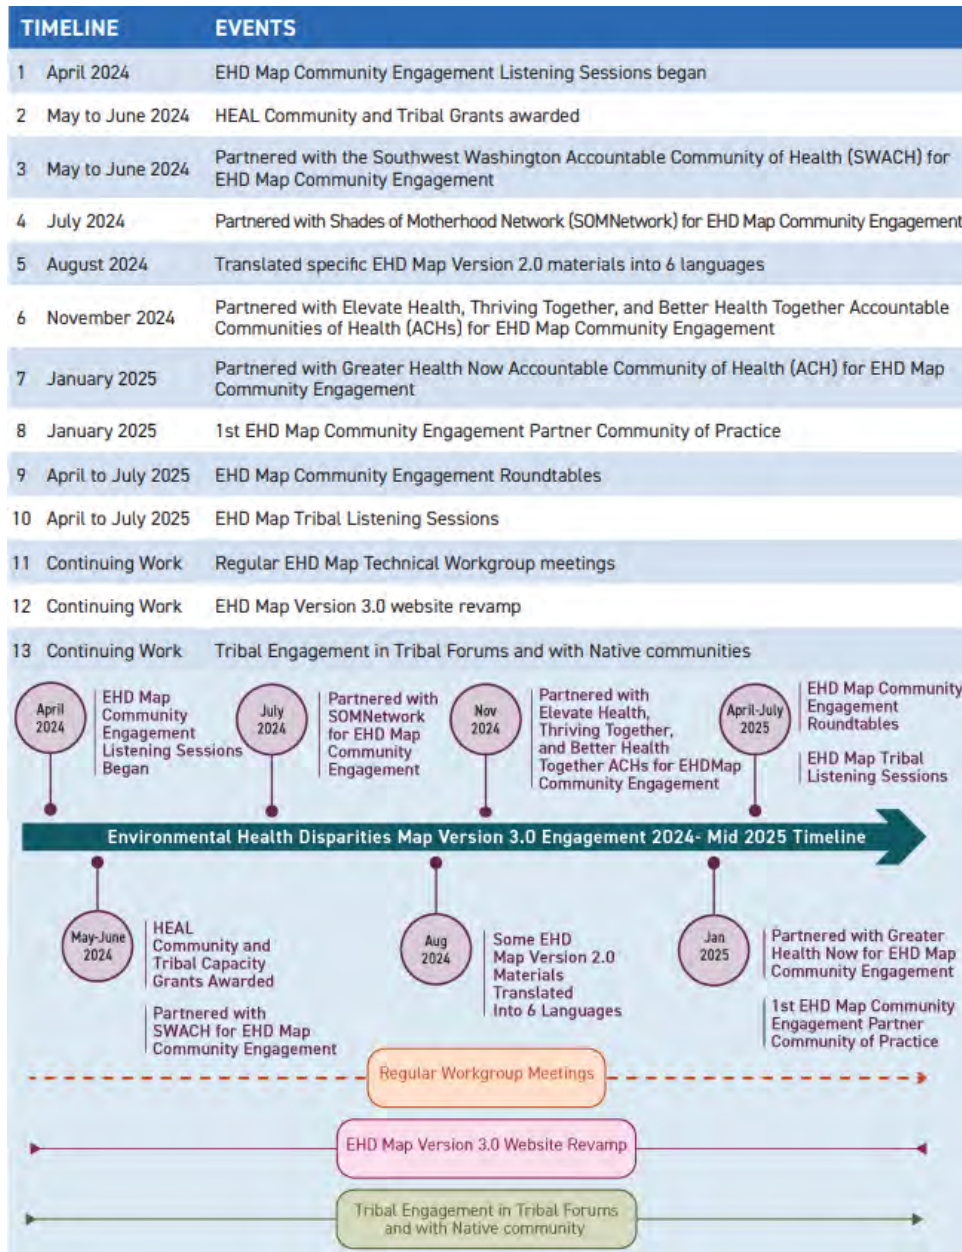 TIMELINE EVENTS
1 April 2024 EHD Map Community Engagement Listening Sessions began
2 May to June 2024 HEAL Community and Tribal Grants awarded
3 May to June 2024 Partnered with the Southwest Washington Accountable Community of Health (SWACH) for
EHD Map Community Engagement
4 July 2024 Partnered with Shades of Motherhood Network (SOMNetwork) for EHD Map Community Engagement
5 August 2024 Translated specific EHD Map Version 2.0 materials into 6 languages
6 November 2024 Partnered with Elevate Health, Thriving Together, and Better Health Together Accountable
Communities of Health (ACHs) for EHD Map Community Engagement
7 January 2025 Partnered with Greater Health Now Accountable Community of Health (ACH) for EHD Map
Community Engagement
8 January 2025 1st EHD Map Community Engagement Partner Community of Practice
9 April to July 2025 EHD Map Community Engagement Roundtables
10 April to July 2025 EHD Map Tribal Listening Sessions
11 Continuing Work Regular EHD Map Technical Workgroup meetings
12 Continuing Work EHD Map Version 3.0 website revamp
13 Continuing Work Tribal Engagement in Tribal Forums and with Native communities
April
2024
EHD Map
Community
Engagement
Listening Sessions
Began
July
2024
Partnered with
SOMNetwork
for EHD Map
Community
Engagement
Nov
2024
Partnered with
Elevate Health,
Thriving Together,
and Better Health
Together ACHs for EHDMap
Community Engagement
April-July
2025
EHD Map Community
Engagement
Roundtables
EHD Map Tribal
Listening Sessions
Environmental Health Disparities Map Version 3.0 Engagement 2024- Mid 2025 Timeline
May-June
2024
HEAL
Community and
Tribal Capacity
Grants Awarded
Partnered with
SWACH for EHD Map
Community Engagement
Aug
2024
Some EHD
Map Version 2.0
Materials
Translated
Into 6 Languages
Jan
2025
Partnered with Greater
Health Now for EHD Map
Community Engagement
1st EHD Map Community
Engagement Partner
Community of Practice
Regular Workgroup Meetings
EHD Map Version 3.0 Website Revamp
Tribal Engagement in Tribal Forums
and with Native community